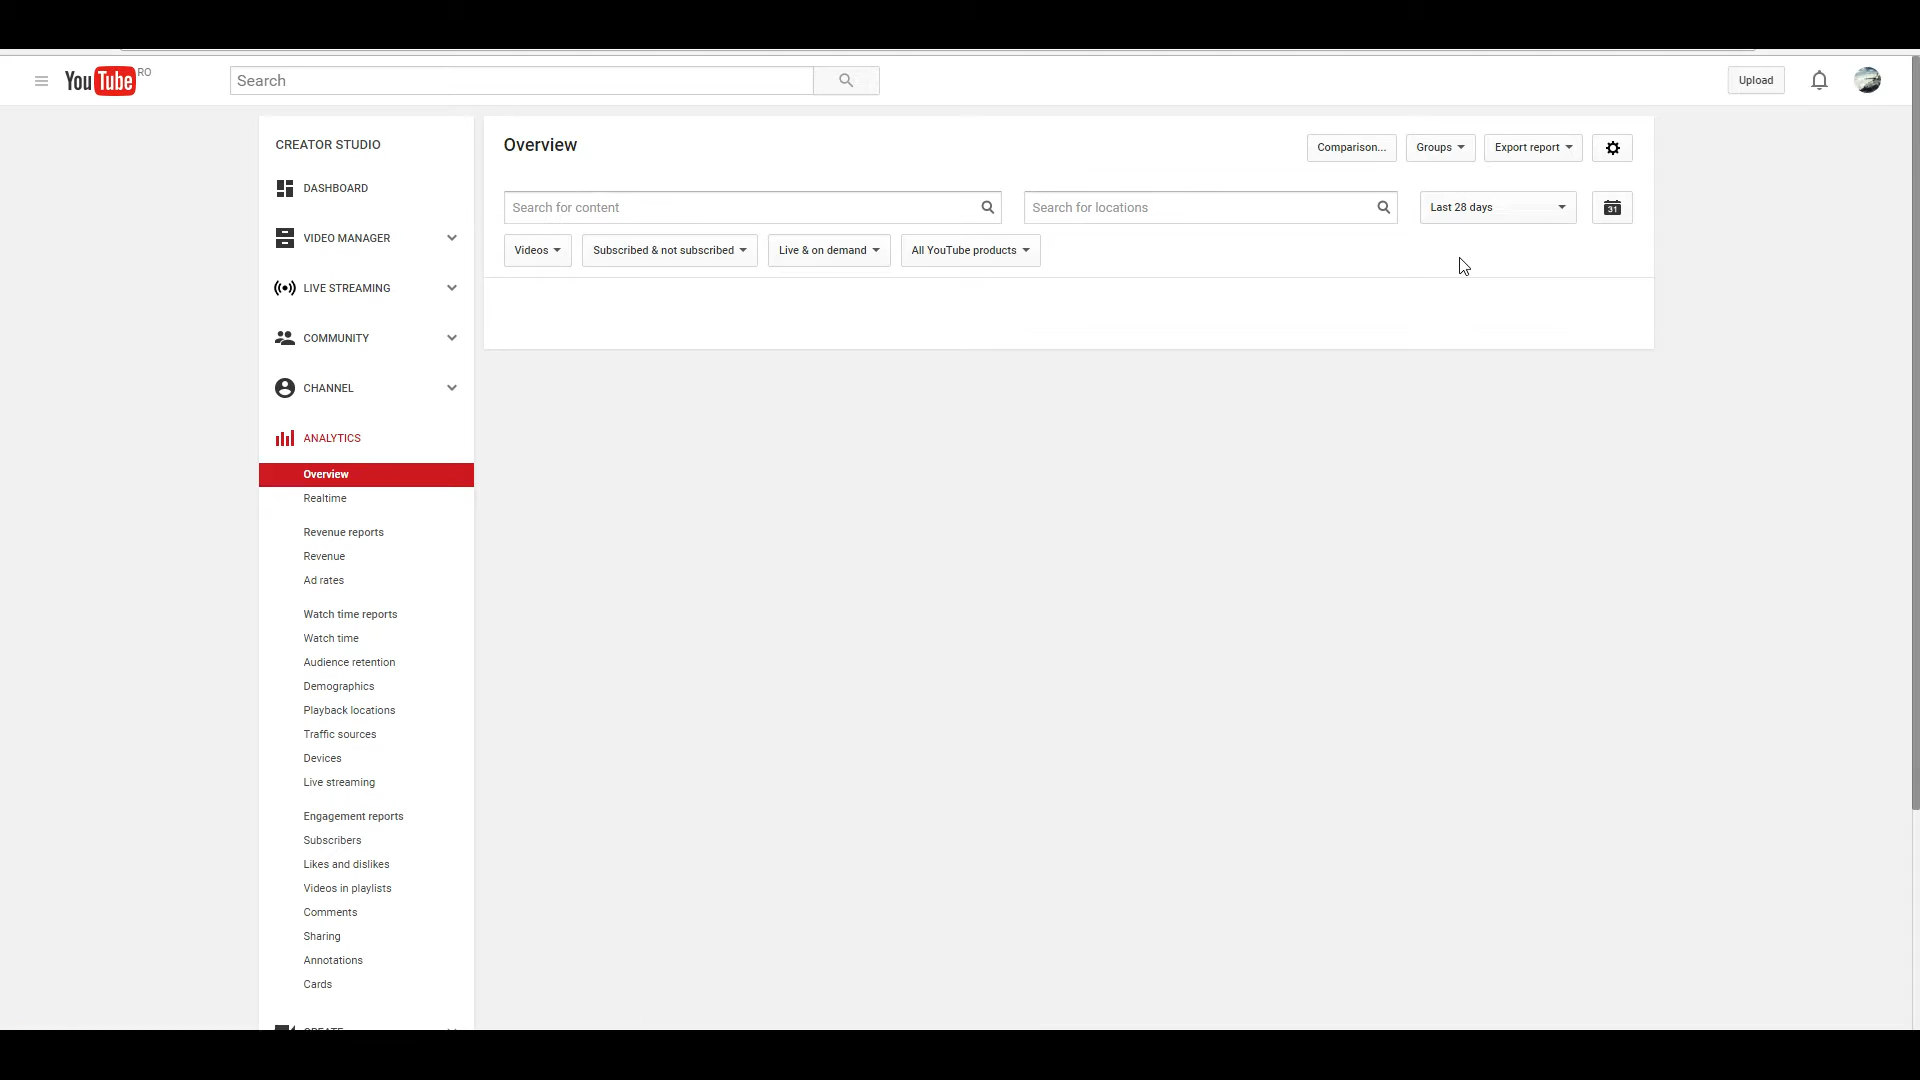 YouTube RO
Search
Upload
CREATOR STUDIO
DASHBOARD
VIDEO MANAGER
LIVE STREAMING
COMMUNITY
CHANNEL
ANALYTICS
Overview
Realtime
Revenue reports
Revenue
Ad rates
Watch time reports
Watch time
Audience retention
Demographics
Playback locations
Traffic sources
Devices
Live streaming
Engagement reports
Subscribers
Likes and dislikes
Videos in playlists
Comments
Sharing
Annotations
Cards
CREATE
Overview
Comparison...
Groups
Export report
Search for content
Search for locations
Last 28 days
31
Videos
Subscribed & not subscribed
Live & on demand
All YouTube products